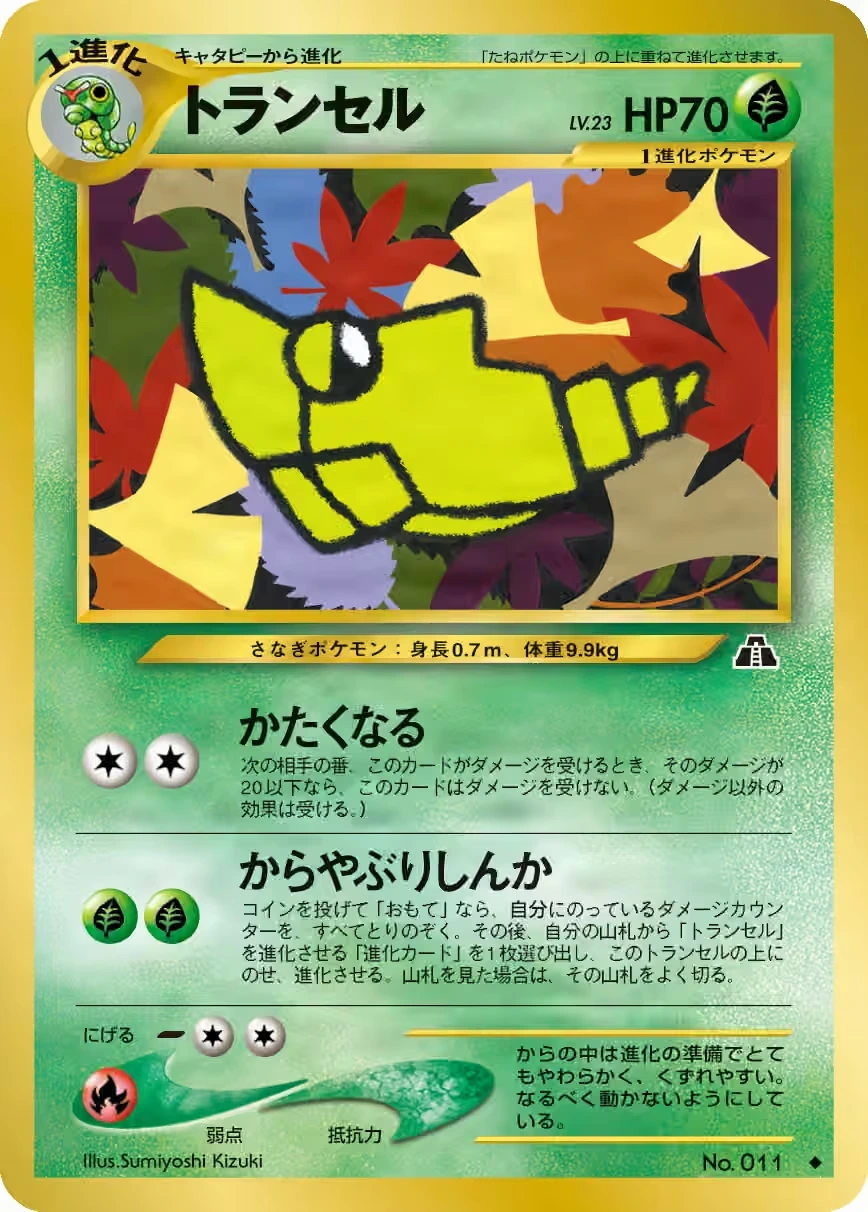 1進化
キャタピーから進化
「たねポケモン」の上に重ねて進化させます。
トランセル
LV.23 HP70
1進化ポケモン
さなぎポケモン：身長0.7m、体重9.9kg
かたくなる
次の相手の番、このカードがダメージを受けるとき、そのダメージが
20以下なら、このカードはダメージを受けない。（ダメージ以外の
効果は受ける。）
からやぶりしんか
コインを投げて「おもて」なら、自分にのっているダメージカウン
ターを、すべてとりのぞく。その後、自分の山札から「トランセル」
を進化させる「進化カード」を1枚選び出し、このトランセルの上に
のせ、進化させる。山札を見た場合は、その山札をよく切る。
にげる
弱点
抵抗力
からの中は進化の準備でとて
もやわらかく、くずれやすい。
なるべく動かないようにして
いる。
Illus.Sumiyoshi Kizuki
No. 011